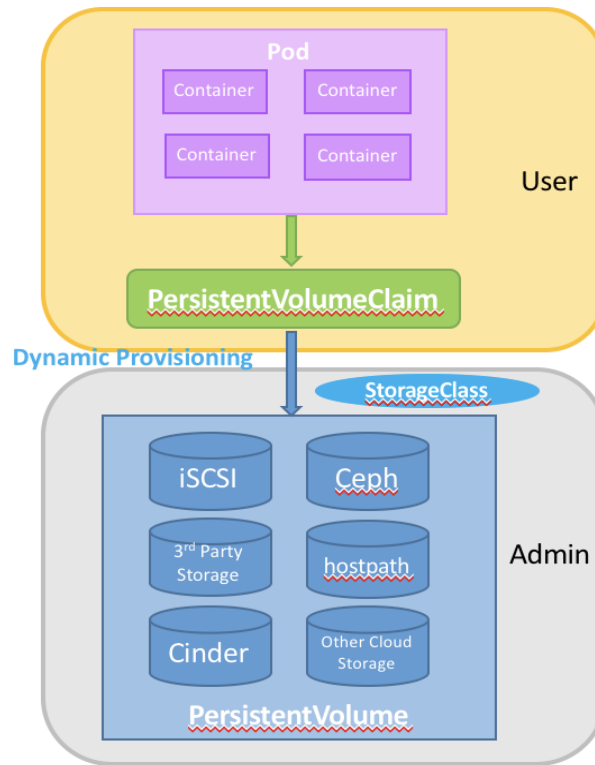 Pod
Container
Container
Container
Container
User
PersistentVolumeClaim
Dynamic Provisioning
StorageClass
iSCSI
Ceph
3rd Party
Storage
hostpath
Admin
Cinder
Other Cloud
Storage
PersistentVolume